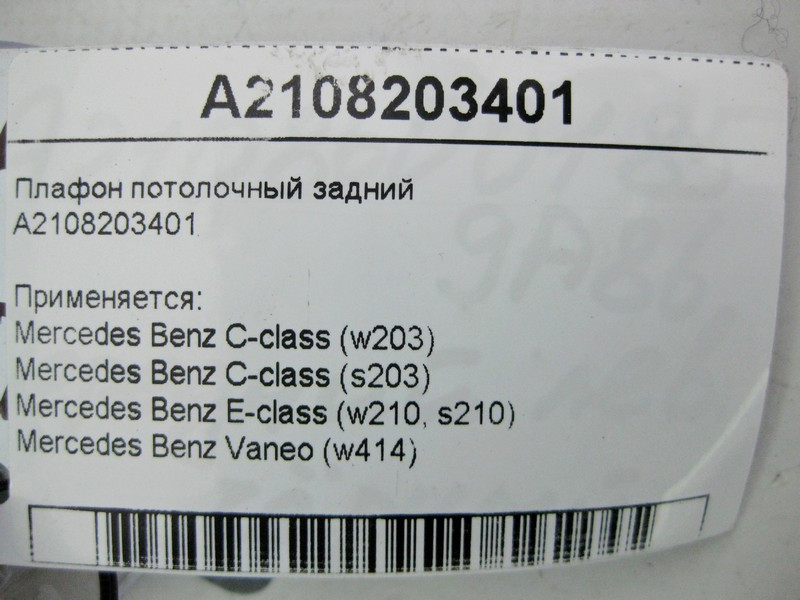 A2108203401
Плафон потолочный задний
A2108203401
Применяется:
Mercedes Benz C-class (w203)
Mercedes Benz C-class (s203)
Mercedes Benz E-class (w210, s210)
Mercedes Benz Vaneo (w414)